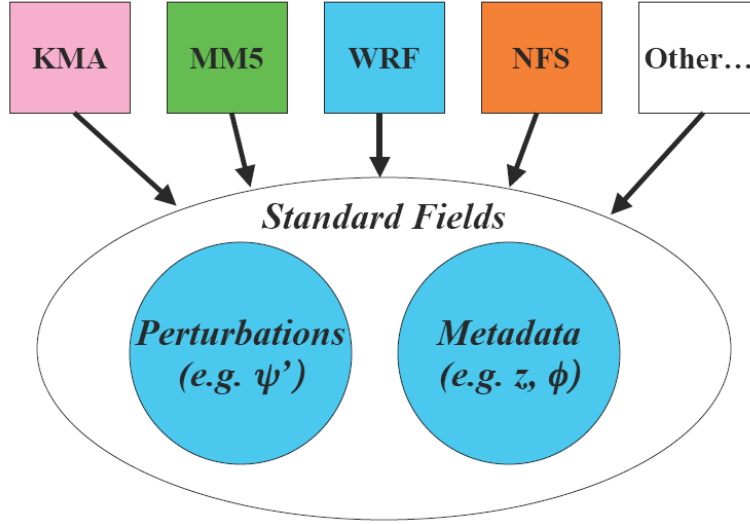 KMA
MM5
WRF
NFS
Other...
Standard Fields
Perturbations
(e.g. ψ’)
Metadata
(e.g. z, ϕ)